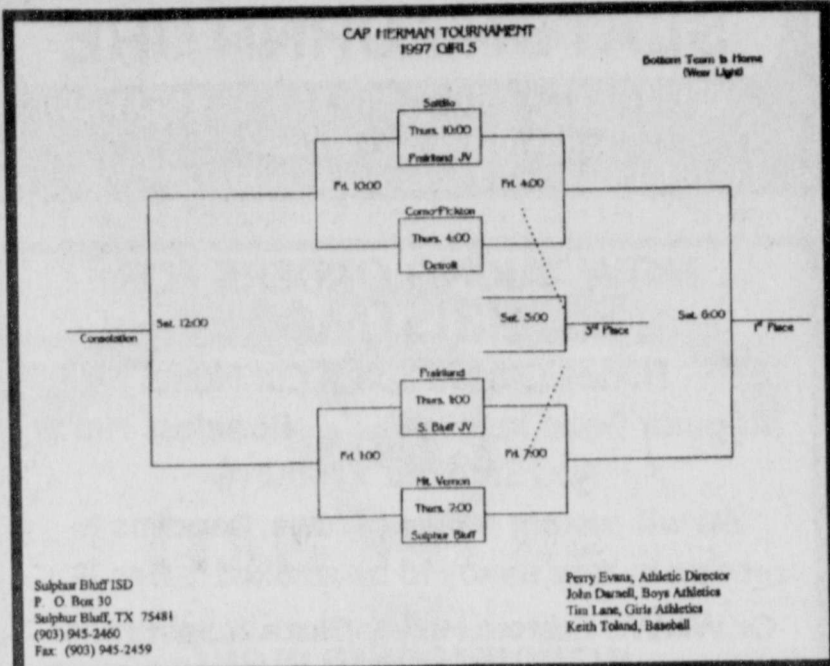 CAP HERMAN TOURNAMENT
1997 GIRLS
Bottom Team Is Home
(Wear Light)
Saltillo
Thurs. 10:00
Prairiland JV
Fri. 10:00
Fri. 4:00
Como-Pickton
Thurs. 4:00
Detroit
Sat. 12:00
Consolation
Sat. 3:00
3rd Place
Sat. 6:00
1st Place
Prairiland
Thurs. 1:00
S. Bluff JV
Fri. 1:00
Fri. 7:00
Mt. Vernon
Thurs. 7:00
Sulphur Bluff
Sulphur Bluff ISD
P. O. Box 30
Sulphur Bluff, TX 75481
(903) 945-2460
Fax: (903) 945-2459
Perry Evans, Athletic Director
John Darnell, Boys Athletics
Tim Lane, Girls Athletics
Keith Toland, Baseball